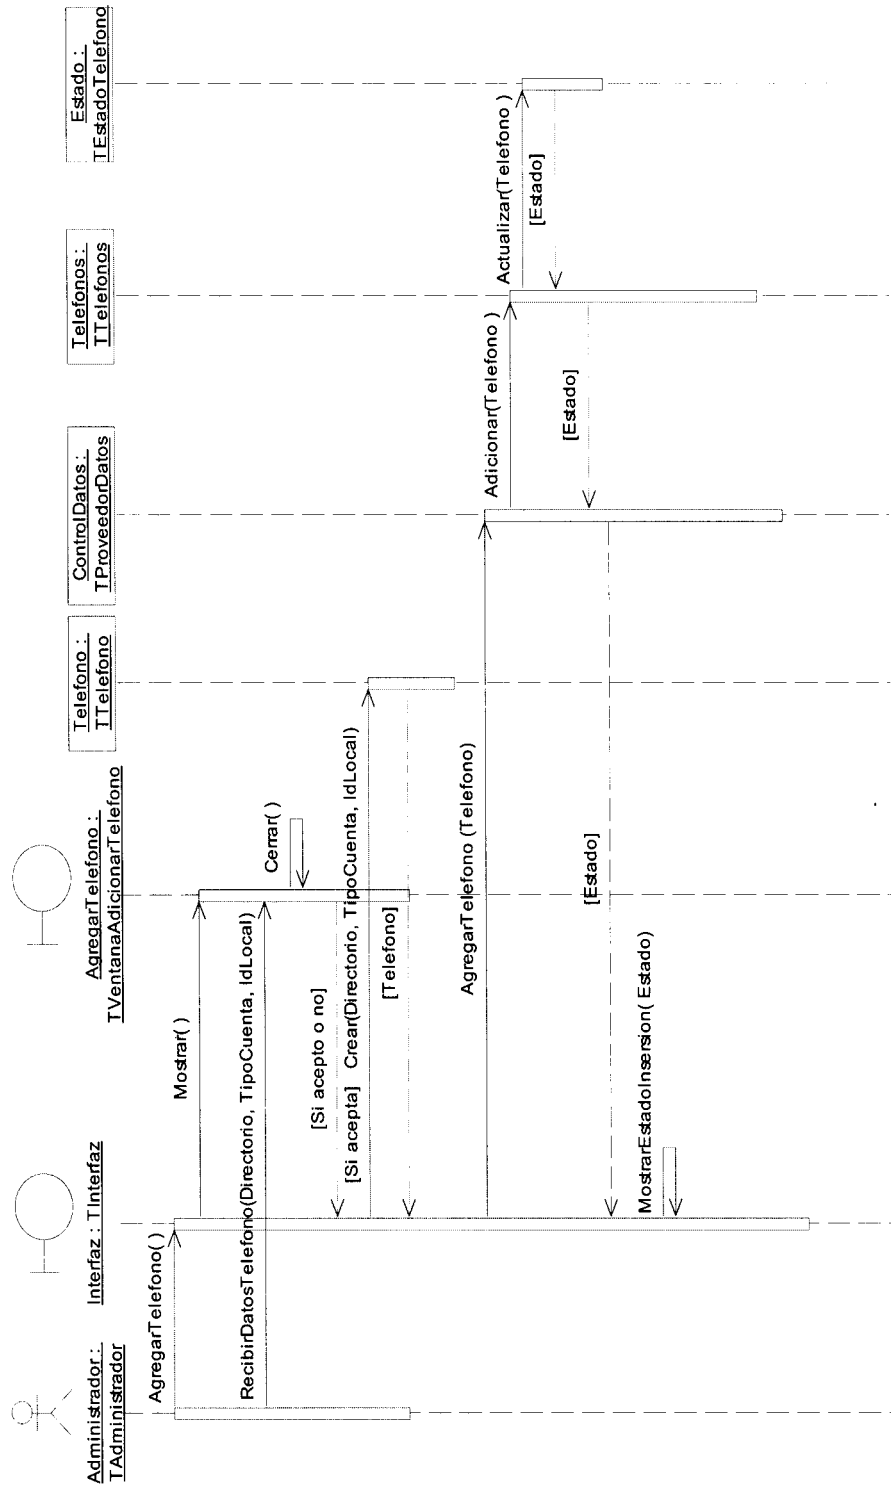 Administrador :
TAdministrador
Interfaz : TInterfaz
AgregarTelefono :
TVentanaAdicionarTelefono
Telefono :
TTelefono
ControlDatos :
TProveedorDatos
Telefonos :
TTelefonos
Estado :
TEstadoTelefono
AgregarTelefono( )
Mostrar( )
RecibirDatosTelefono(Directorio, TipoCuenta, IdLocal)
Cerrar( )
[Si acepto o no]
[Si acepta] Crear(Directorio, TipoCuenta, IdLocal)
[Telefono]
AgregarTelefono (Telefono)
Adicionar(Telefono )
Actualizar(Telefono )
[Estado]
[Estado]
[Estado]
MostrarEstadoInsersion( Estado)